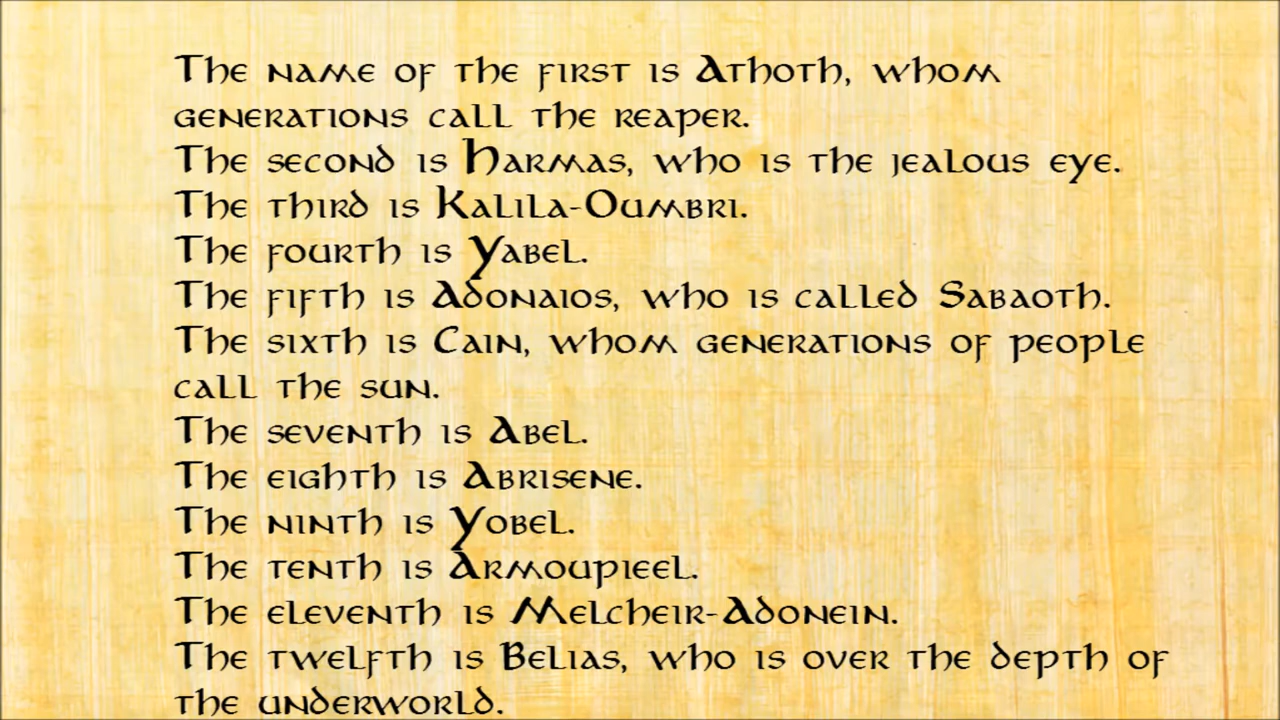 The name of the first is Athoth, whom
generations call the reaper.
The second is Harmas, who is the jealous eye.
The third is Kalila-Oumbri.
The fourth is Yabel.
The fifth is Adonaios, who is called Sabaoth.
The sixth is Cain, whom generations of people
call the sun.
The seventh is Abel.
The eighth is Abrisene.
The ninth is Yobel.
The tenth is Armoupieel.
The eleventh is Melcheir-Adonein.
The twelfth is Belias, who is over the depth of
the underworld.